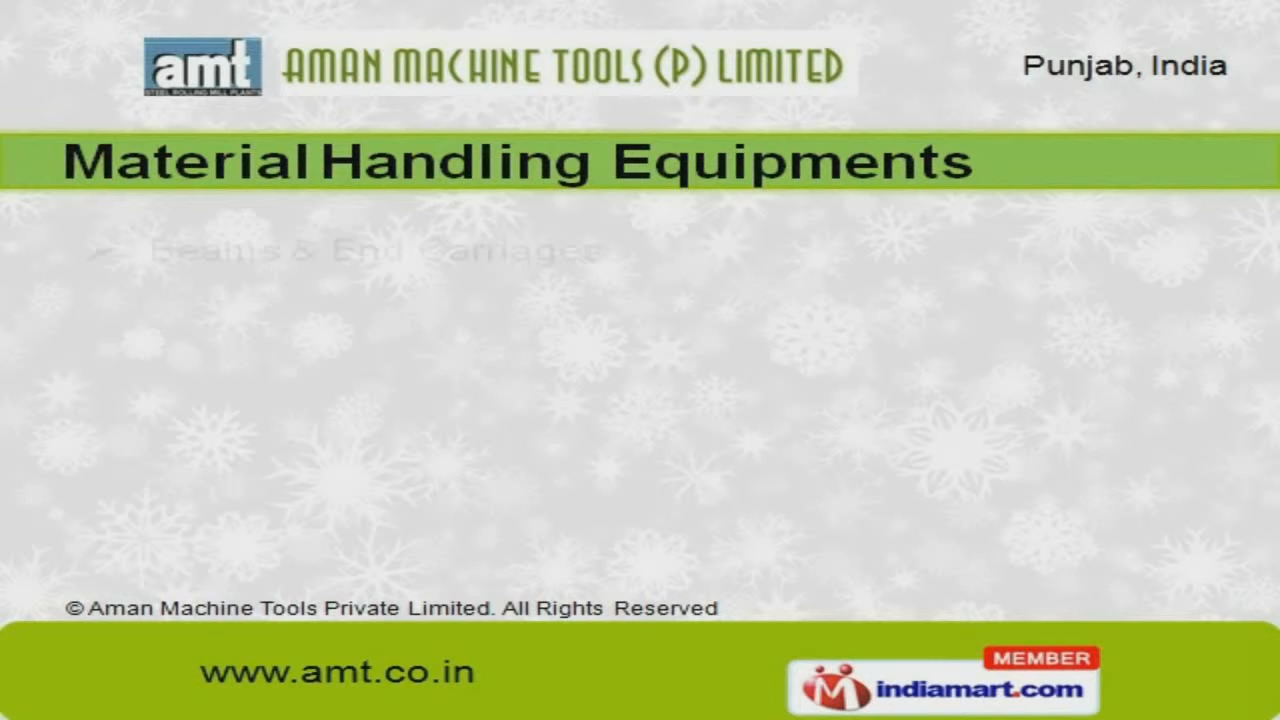 amt
STEEL ROLLING MILL PLANTS
AMAN MACHINE TOOLS (P) LIMITED
Punjab, India
Material Handling Equipments
➢ Beams & End Carriages
© Aman Machine Tools Private Limited. All Rights Reserved
www.amt.co.in
MEMBER
indiamart.com